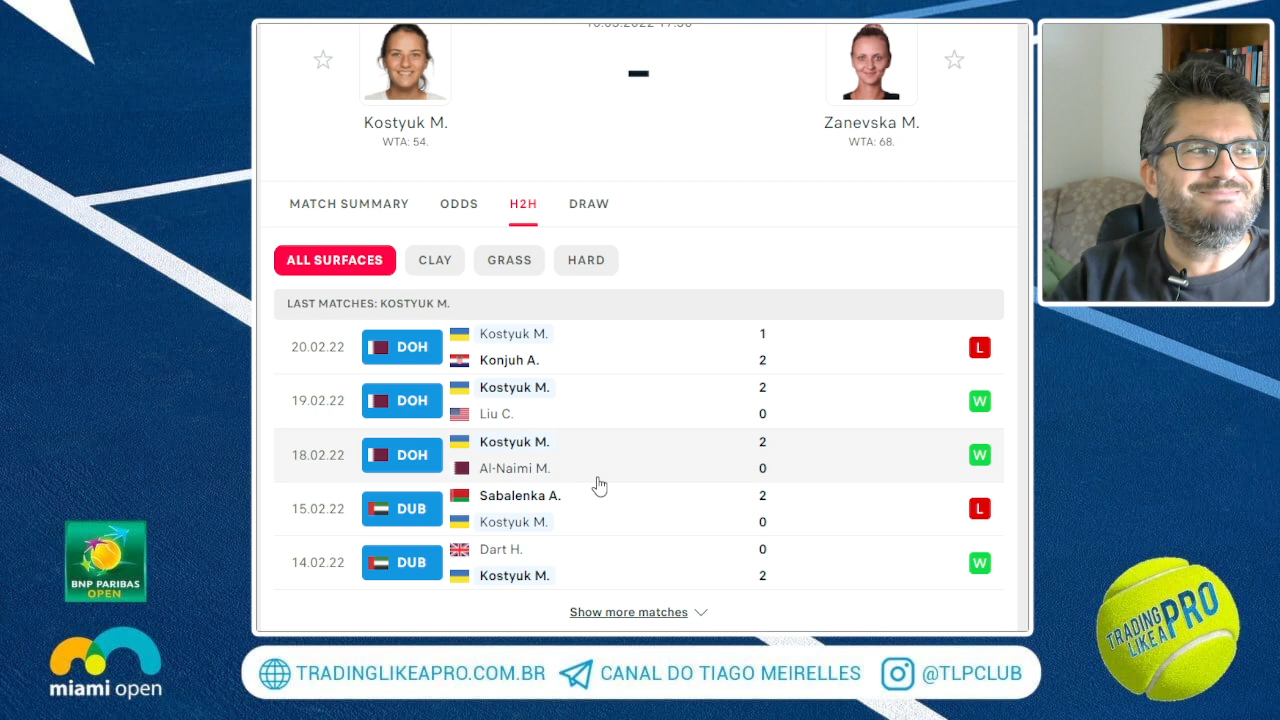 Kostyuk M.
WTA: 54.
Zanevska M.
WTA: 68.
MATCH SUMMARY ODDS H2H DRAW
ALL SURFACES CLAY GRASS HARD
LAST MATCHES: KOSTYUK M.
20.02.22 DOH Kostyuk M. 1 L
Konjuh A. 2
19.02.22 DOH Kostyuk M. 2 W
Liu C. 0
18.02.22 DOH Kostyuk M. 2 W
Al-Naimi M. 0
15.02.22 DUB Sabalenka A. 2 L
Kostyuk M. 0
14.02.22 DUB Dart H. 0 W
Kostyuk M. 2
Show more matches
BNP PARIBAS
OPEN
miami open
TRADINGLIKEAPRO.COM.BR CANAL DO TIAGO MEIRELLES @TLPCLUB
TRADING
LIKE A PRO